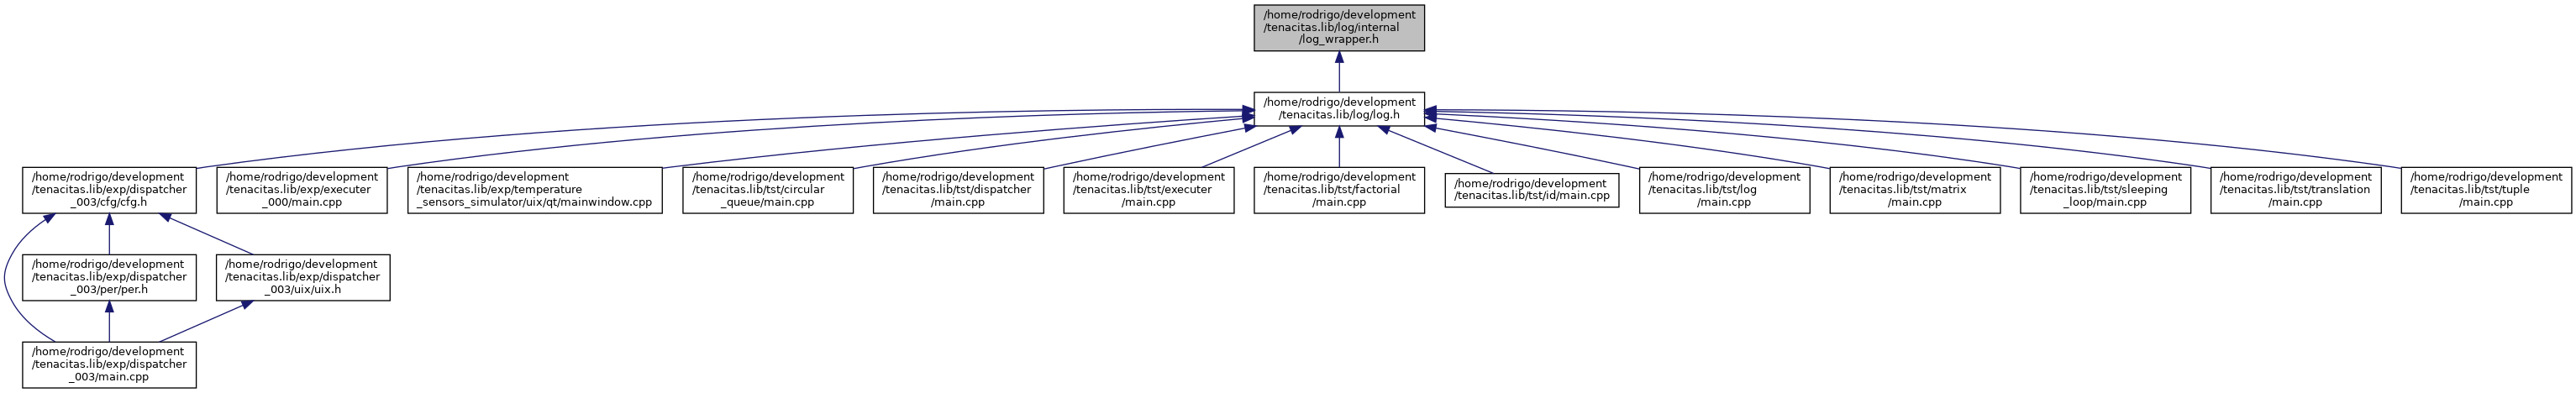 /home/rodrigo/development
/tenacitas.lib/log/internal
/log_wrapper.h
/home/rodrigo/development
/tenacitas.lib/log/log.h
/home/rodrigo/development
/tenacitas.lib/exp/dispatcher
_003/cfg/cfg.h
/home/rodrigo/development
/tenacitas.lib/exp/executer
_000/main.cpp
/home/rodrigo/development
/tenacitas.lib/exp/temperature
_sensors_simulator/uix/qt/mainwindow.cpp
/home/rodrigo/development
/tenacitas.lib/tst/circular
_queue/main.cpp
/home/rodrigo/development
/tenacitas.lib/tst/dispatcher
/main.cpp
/home/rodrigo/development
/tenacitas.lib/tst/executer
/main.cpp
/home/rodrigo/development
/tenacitas.lib/tst/factorial
/main.cpp
/home/rodrigo/development
/tenacitas.lib/tst/id/main.cpp
/home/rodrigo/development
/tenacitas.lib/tst/log
/main.cpp
/home/rodrigo/development
/tenacitas.lib/tst/matrix
/main.cpp
/home/rodrigo/development
/tenacitas.lib/tst/sleeping
_loop/main.cpp
/home/rodrigo/development
/tenacitas.lib/tst/translation
/main.cpp
/home/rodrigo/development
/tenacitas.lib/tst/tuple
/main.cpp
/home/rodrigo/development
/tenacitas.lib/exp/dispatcher
_003/per/per.h
/home/rodrigo/development
/tenacitas.lib/exp/dispatcher
_003/uix/uix.h
/home/rodrigo/development
/tenacitas.lib/exp/dispatcher
_003/main.cpp